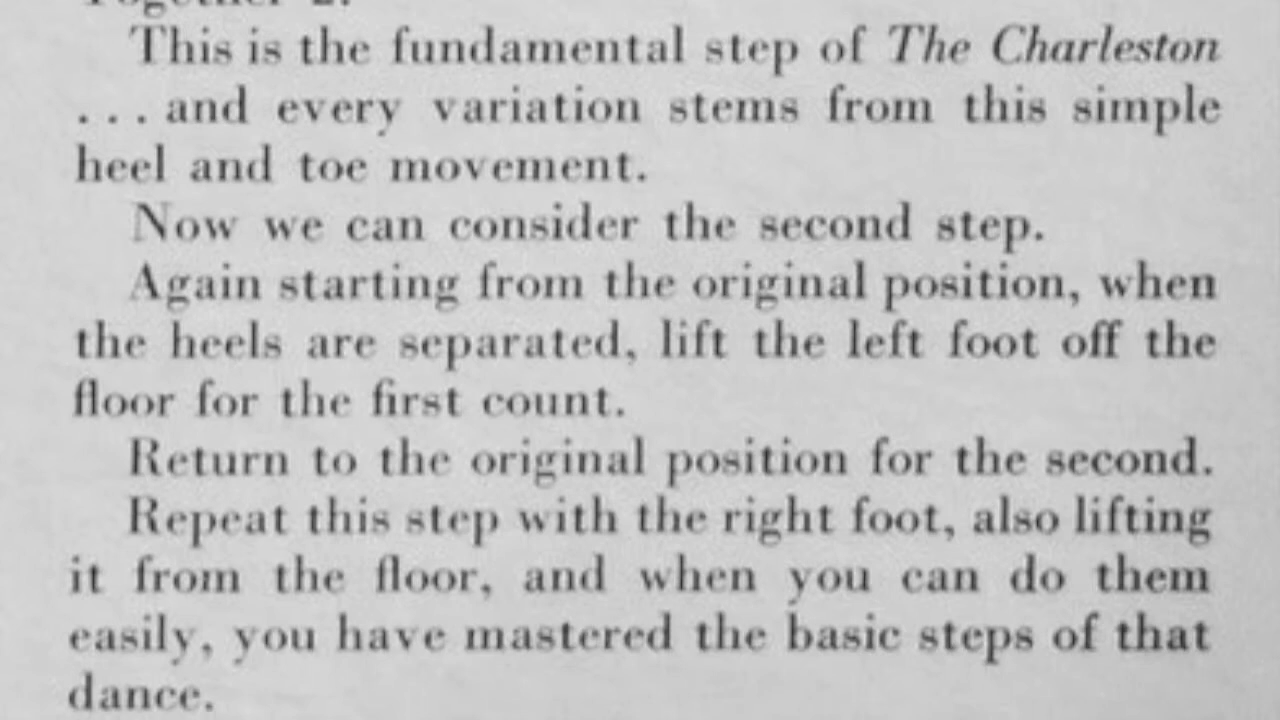 Together 2.
This is the fundamental step of The Charleston
. . . and every variation stems from this simple
heel and toe movement.
Now we can consider the second step.
Again starting from the original position, when
the heels are separated, lift the left foot off the
floor for the first count.
Return to the original position for the second.
Repeat this step with the right foot, also lifting
it from the floor, and when you can do them
easily, you have mastered the basic steps of that
dance.